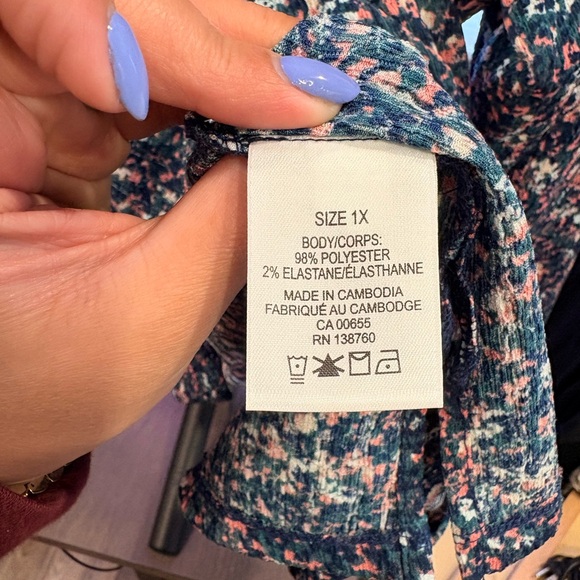 SIZE 1X
BODY/CORPS:
98% POLYESTER
2% ELASTANE/ÉLASTHANNE
MADE IN CAMBODIA
FABRIQUÉ AU CAMBODGE
CA 00655
RN 138760